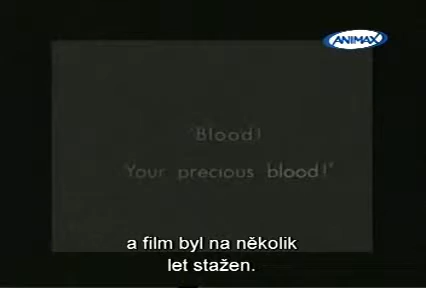 ANIMAX
"Blood!
Your precious blood!"
a film byl na několik
let stažen.